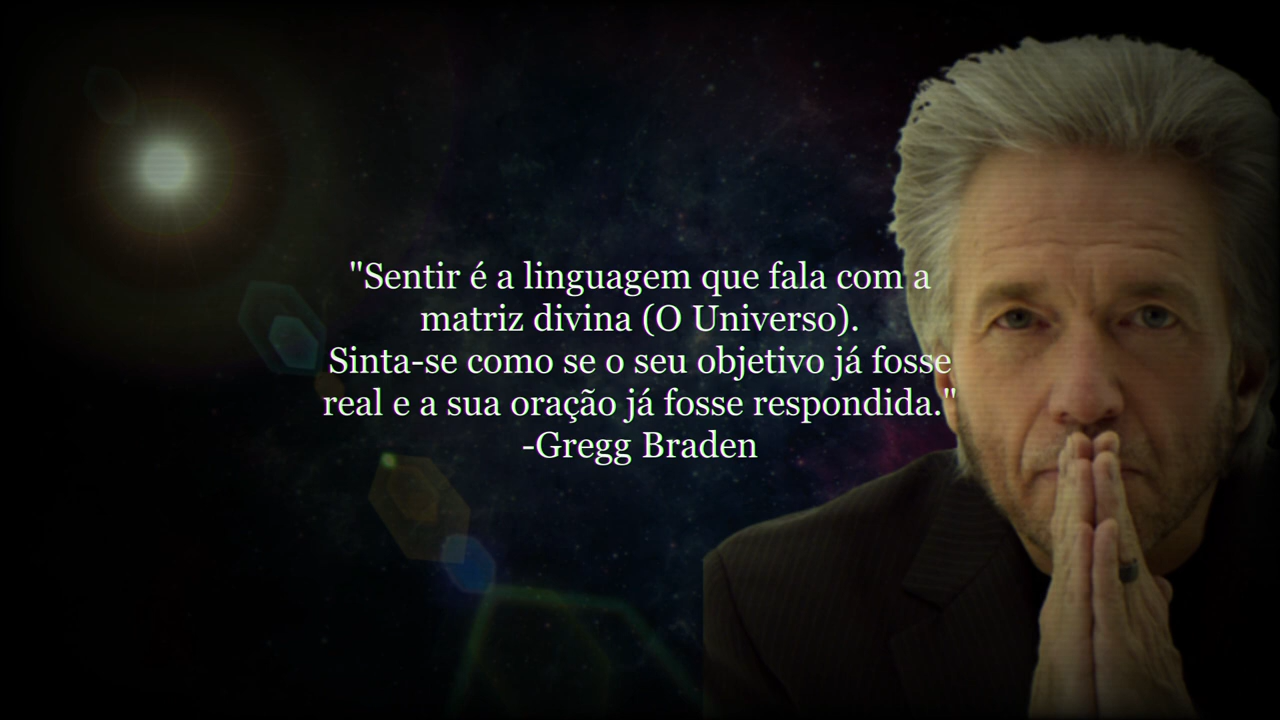 "Sentir é a linguagem que fala com a
matriz divina (O Universo).
Sinta-se como se o seu objetivo já fosse
real e a sua oração já fosse respondida."
-Gregg Braden